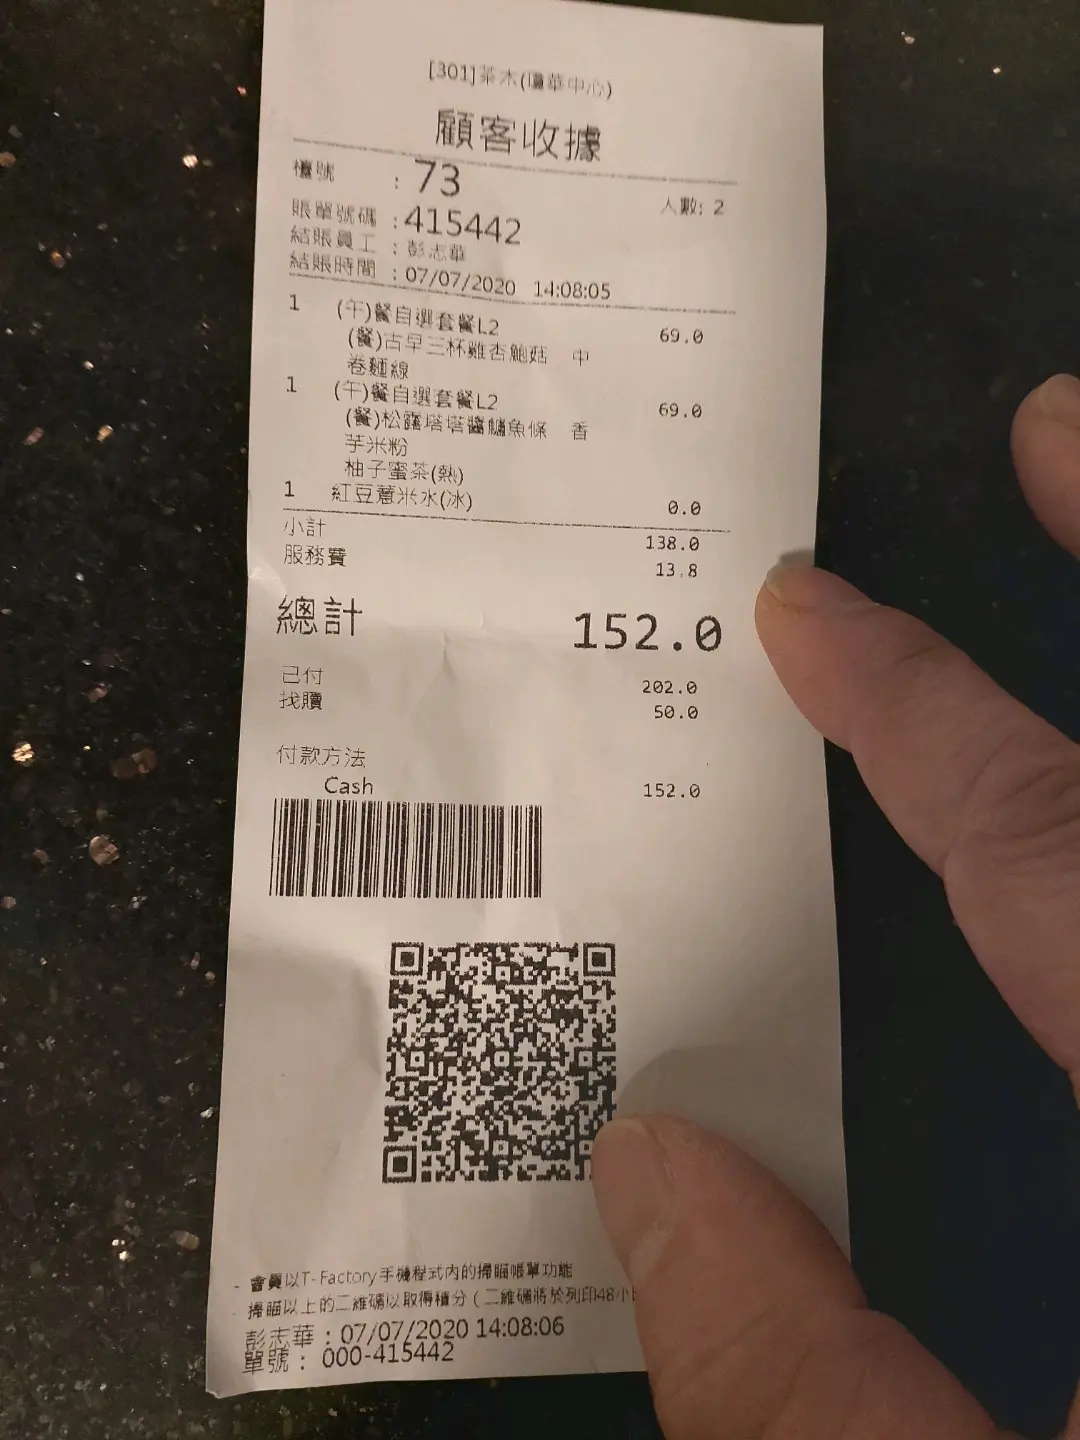 [301]茶木(瓊華中心)
顧客收據
檯號 : 73 人數: 2
賬單號碼 : 415442
結賬員工 : 彭志華
結賬時間 : 07/07/2020 14:08:05
1 (午)餐自選套餐L2 69.0
(餐)古早三杯雞杏鮑菇 中
卷麵線
1 (午)餐自選套餐L2 69.0
(餐)松露塔塔醬鱸魚條 香
芋米粉
柚子蜜茶(熱)
1 紅豆薏米水(冰) 0.0
小計 138.0
服務費 13.8
總計 152.0
已付 202.0
找贖 50.0
付款方法
Cash 152.0
- 會員以T-Factory手機程式內的掃瞄帳單功能
- 掃瞄以上的二維碼以取得積分 (二維碼將於列印48小
彭志華 : 07/07/2020 14:08:06
單號 : 000-415442